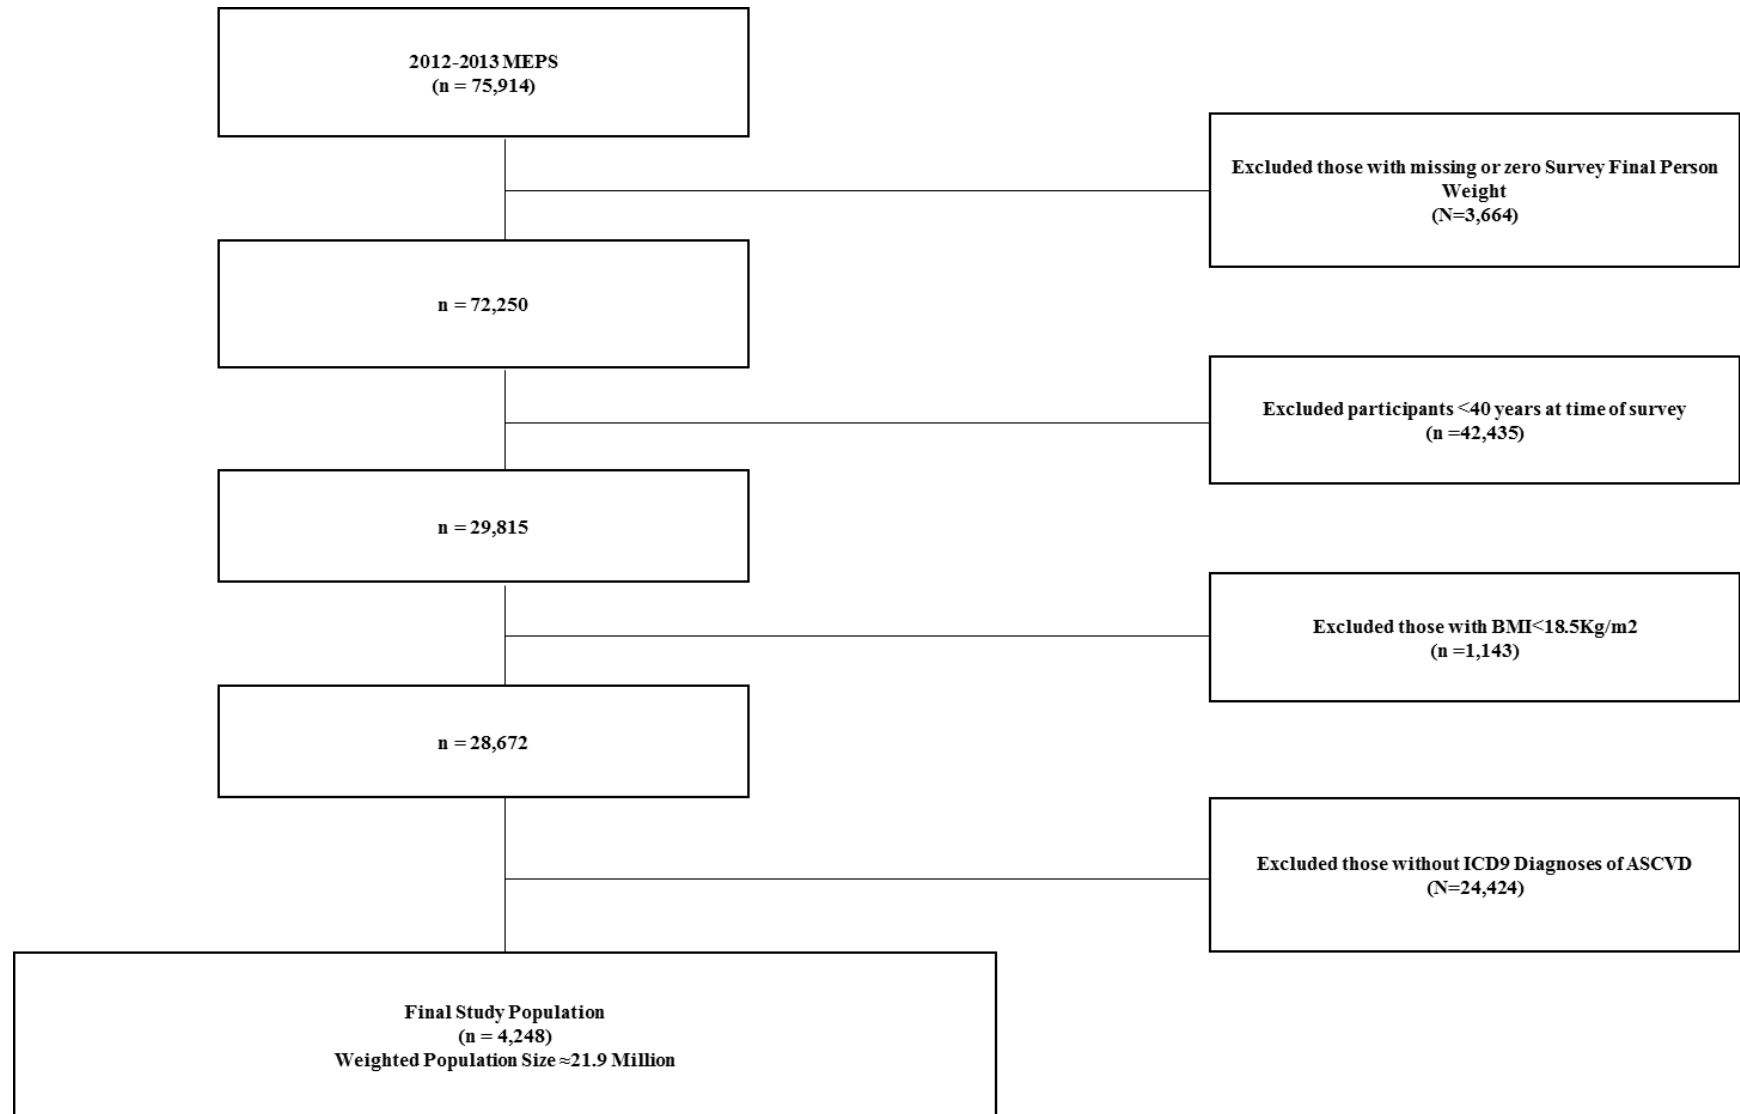 2012-2013 MEPS
(n = 75,914)
Excluded those with missing or zero Survey Final Person
Weight
(N=3,664)
n = 72,250
Excluded participants <40 years at time of survey
(n =42,435)
n = 29,815
Excluded those with BMI<18.5Kg/m2
(n =1,143)
n = 28,672
Excluded those without ICD9 Diagnoses of ASCVD
(N=24,424)
Final Study Population
(n = 4,248)
Weighted Population Size ≈21.9 Million